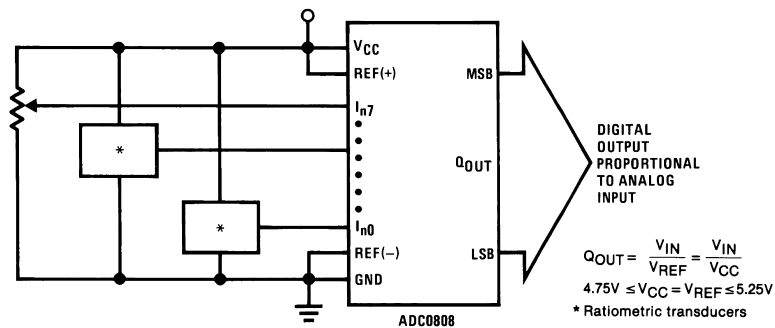 VCC
REF(+)
MSB
In7
*
*
QOUT
In0
REF(−)
LSB
GND
ADC0808
DIGITAL
OUTPUT
PROPORTIONAL
TO ANALOG
INPUT
QOUT = VIN/VREF = VIN/VCC
4.75V ≤ VCC = VREF ≤ 5.25V
* Ratiometric transducers